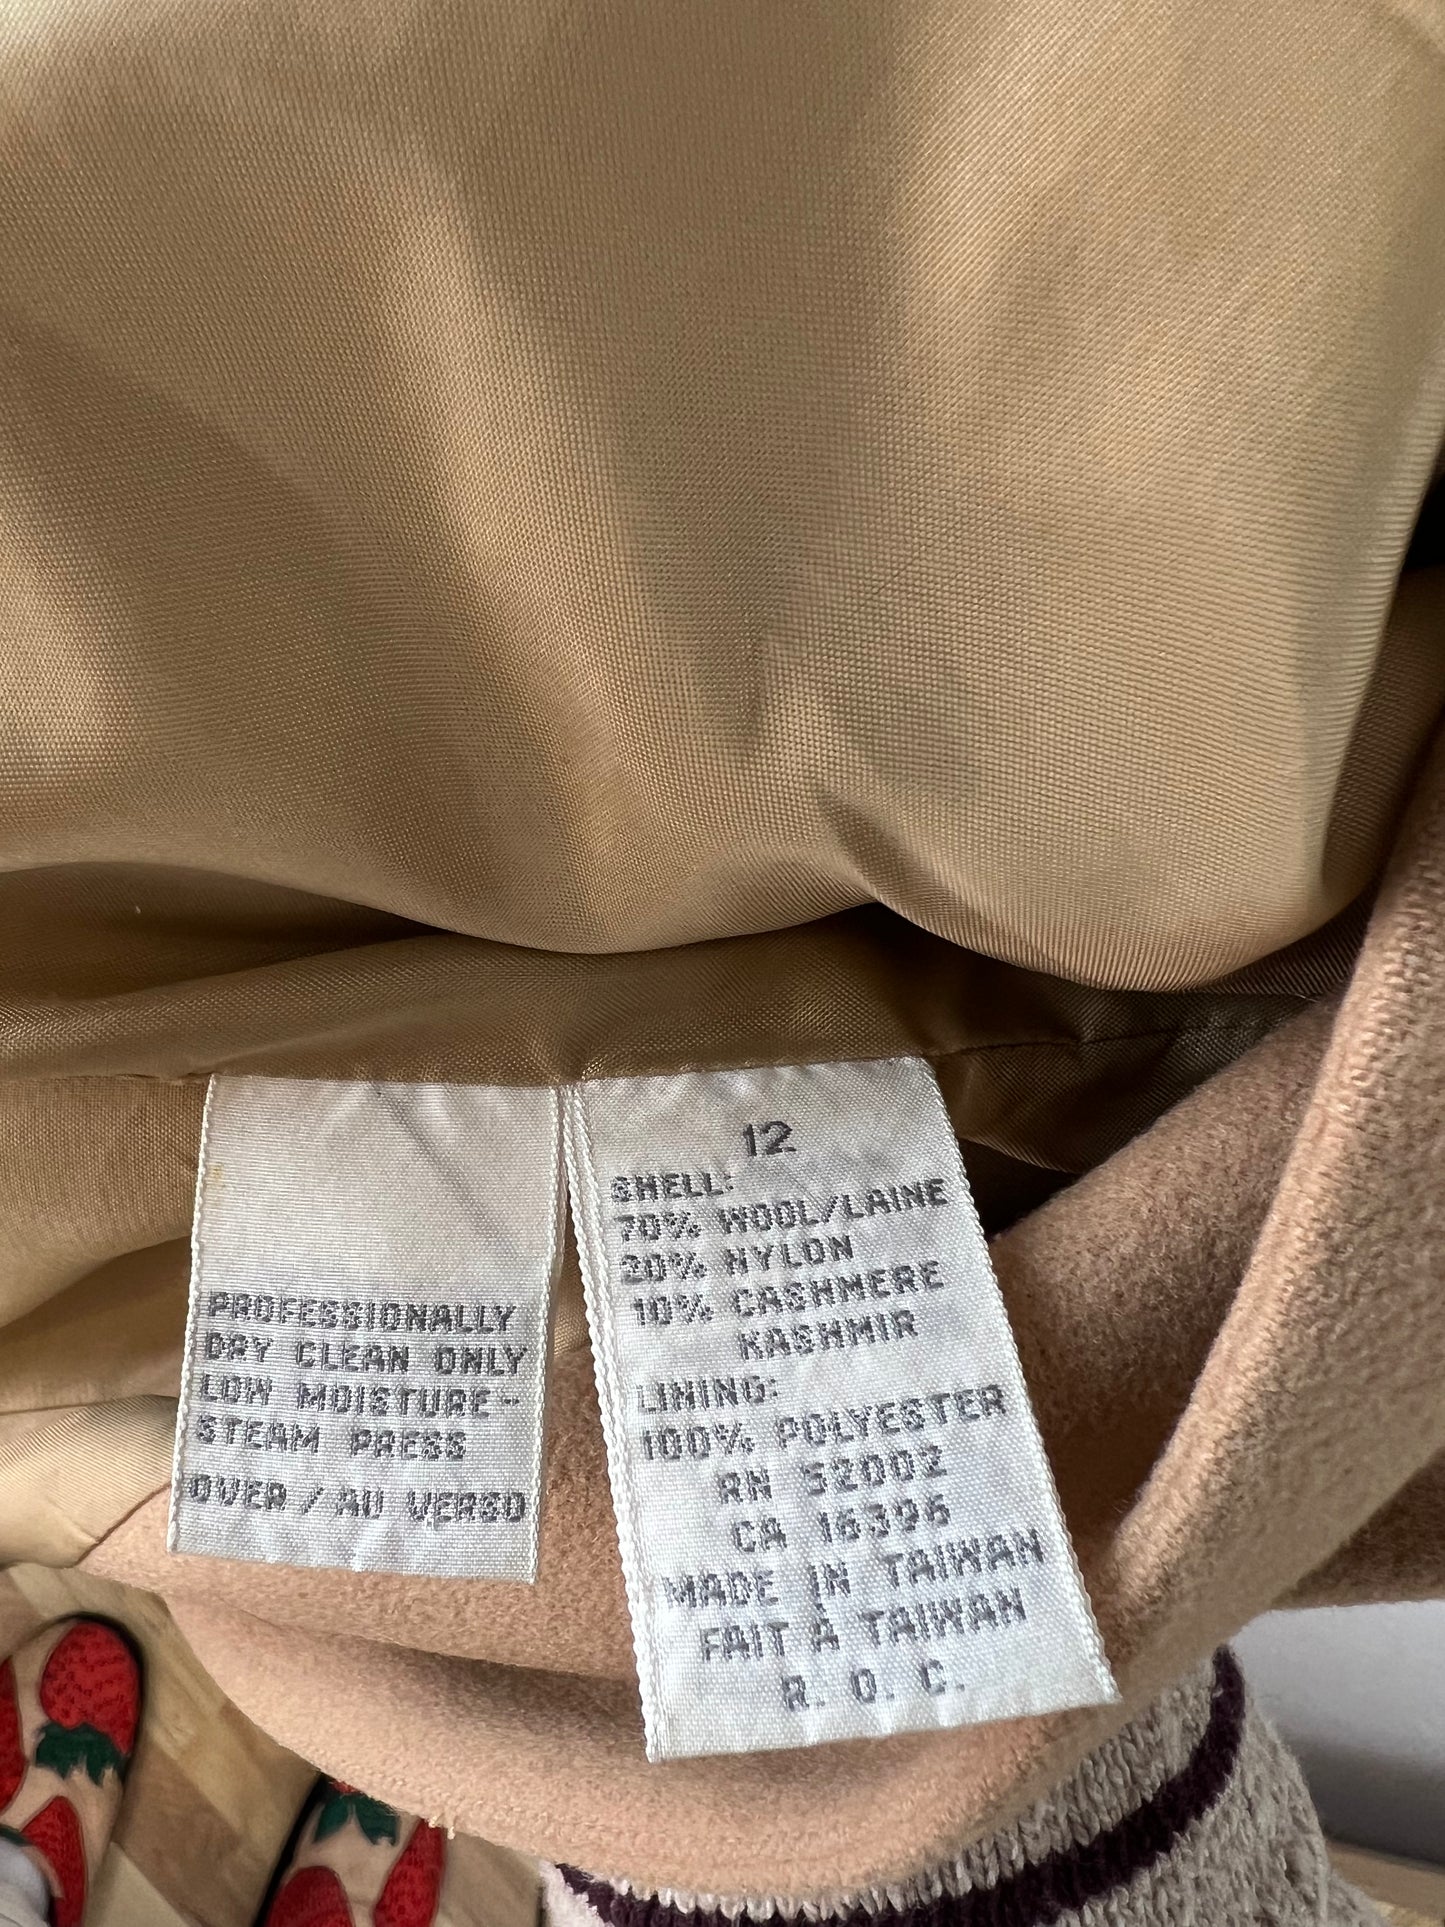 PROFESSIONALLY
DRY CLEAN ONLY
LOW MOISTURE-
STEAM PRESS
OVER / AU VERSO
12
SHELL:
70% WOOL/LAINE
20% NYLON
10% CASHMERE
KASHMIR
LINING:
100% POLYESTER
RN 52002
CA 16396
MADE IN TAIWAN
FAIT À TAIWAN
R. O. C.